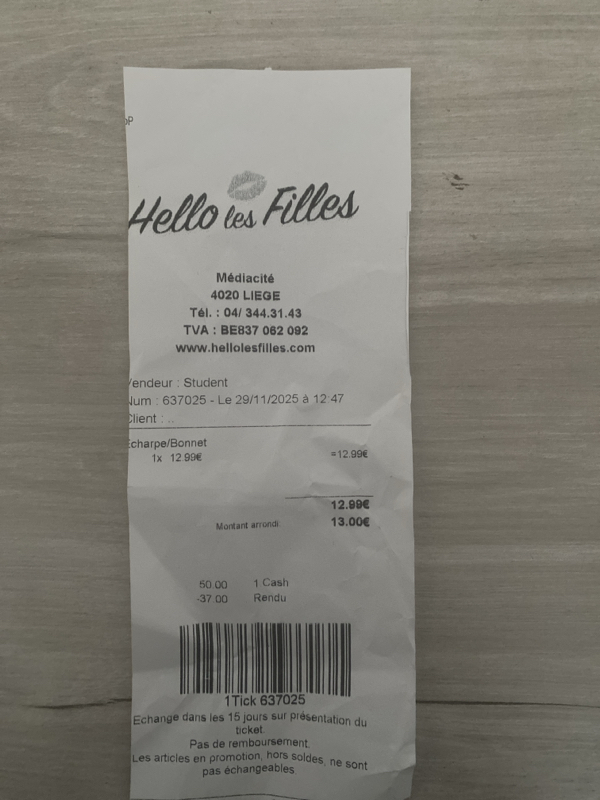 Hello les Filles
Médiacité
4020 LIEGE
Tél. : 04/ 344.31.43
TVA : BE837 062 092
www.hellolesfilles.com
Vendeur : Student
Num : 637025 - Le 29/11/2025 à 12:47
Client : ..
Echarpe/Bonnet
1x 12.99€ =12.99€
12.99€
Montant arrondi 13.00€
50.00 1 Cash
-37.00 Rendu
1Tick 637025
Echange dans les 15 jours sur présentation du
ticket.
Pas de remboursement.
Les articles en promotion, hors soldes, ne sont
pas échangeables